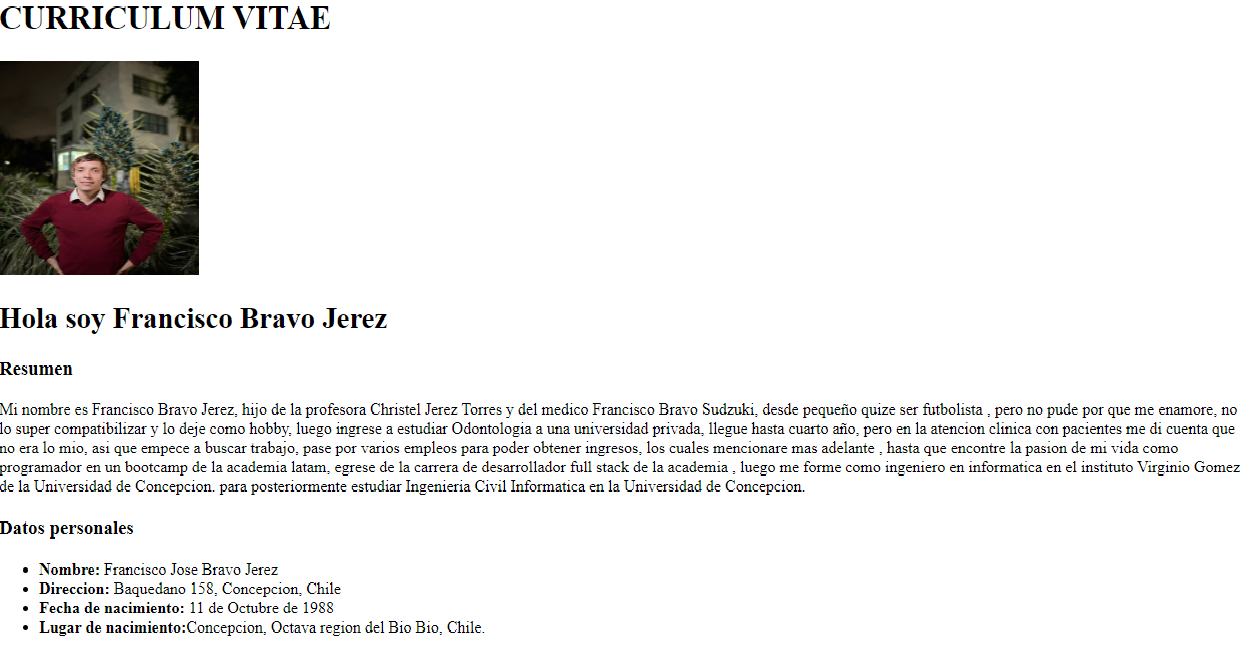 CURRICULUM VITAE
Hola soy Francisco Bravo Jerez
Resumen
Mi nombre es Francisco Bravo Jerez, hijo de la profesora Christel Jerez Torres y del medico Francisco Bravo Sudzuki, desde pequeño quize ser futbolista , pero no pude por que me enamore, no
lo super compatibilizar y lo deje como hobby, luego ingrese a estudiar Odontologia a una universidad privada, llegue hasta cuarto año, pero en la atencion clinica con pacientes me di cuenta que
no era lo mio, asi que empece a buscar trabajo, pase por varios empleos para poder obtener ingresos, los cuales mencionare mas adelante , hasta que encontre la pasion de mi vida como
programador en un bootcamp de la academia latam, egrese de la carrera de desarrollador full stack de la academia , luego me forme como ingeniero en informatica en el instituto Virginio Gomez
de la Universidad de Concepcion. para posteriormente estudiar Ingenieria Civil Informatica en la Universidad de Concepcion.
Datos personales
• Nombre: Francisco Jose Bravo Jerez
• Direccion: Baquedano 158, Concepcion, Chile
• Fecha de nacimiento: 11 de Octubre de 1988
• Lugar de nacimiento:Concepcion, Octava region del Bio Bio, Chile.